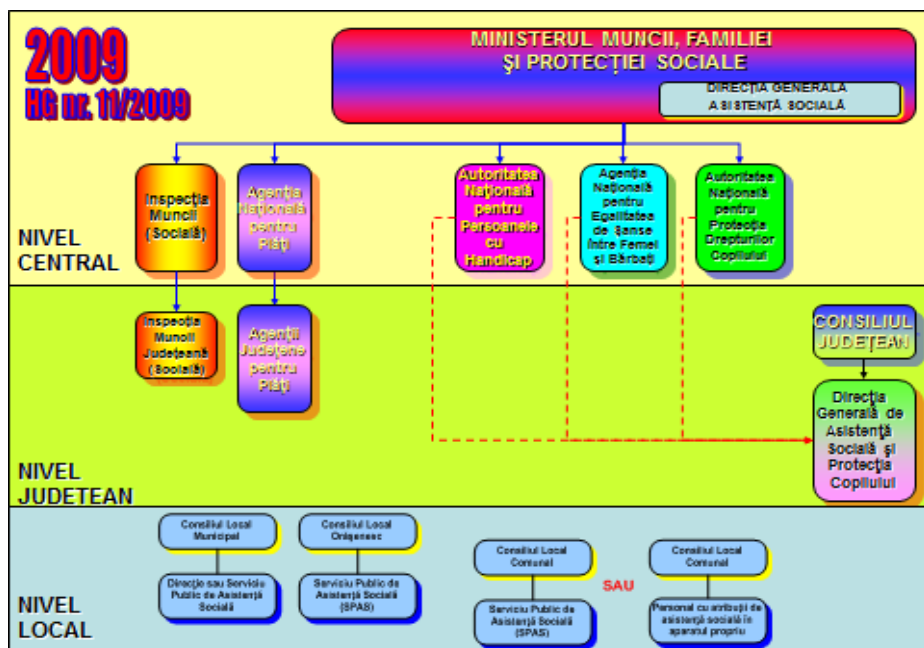 2009
HG nr. 11/2009
MINISTERUL MUNCII, FAMILIEI
ŞI PROTECŢIEI SOCIALE
DIRECŢIA GENERALĂ
ASISTENŢĂ SOCIALĂ
Inspecţia
Muncii
(Socială)
Agenţia
Naţională
pentru
Plăţi
Autoritatea
Naţională
pentru
Persoanele
cu
Handicap
Agenţia
Naţională
pentru
Egalitatea
de Şanse
între Femei
şi Bărbaţi
Autoritatea
Naţională
pentru
Protecţia
Drepturilor
Copilului
NIVEL
CENTRAL
Inspecţia
Muncii
Judeţeană
(Socială)
Agenţii
Judeţene
pentru
Plăţi
CONSILIUL
JUDEŢEAN
Direcţia
Generală de
Asistenţă
Socială şi
Protecţia
Copilului
NIVEL
JUDEȚEAN
Consiliul Local
Municipal
Consiliul Local
Orăşenesc
Consiliul Local
Comunal
SAU
Consiliul Local
Comunal
Direcţie sau Serviciu
Public de Asistenţă
Socială
Serviciu Public de
Asistenţă Socială
(SPAS)
Serviciu Public de
Asistenţă Socială
(SPAS)
Personal cu atribuţii de
asistenţă socială în
aparatul propriu
NIVEL
LOCAL